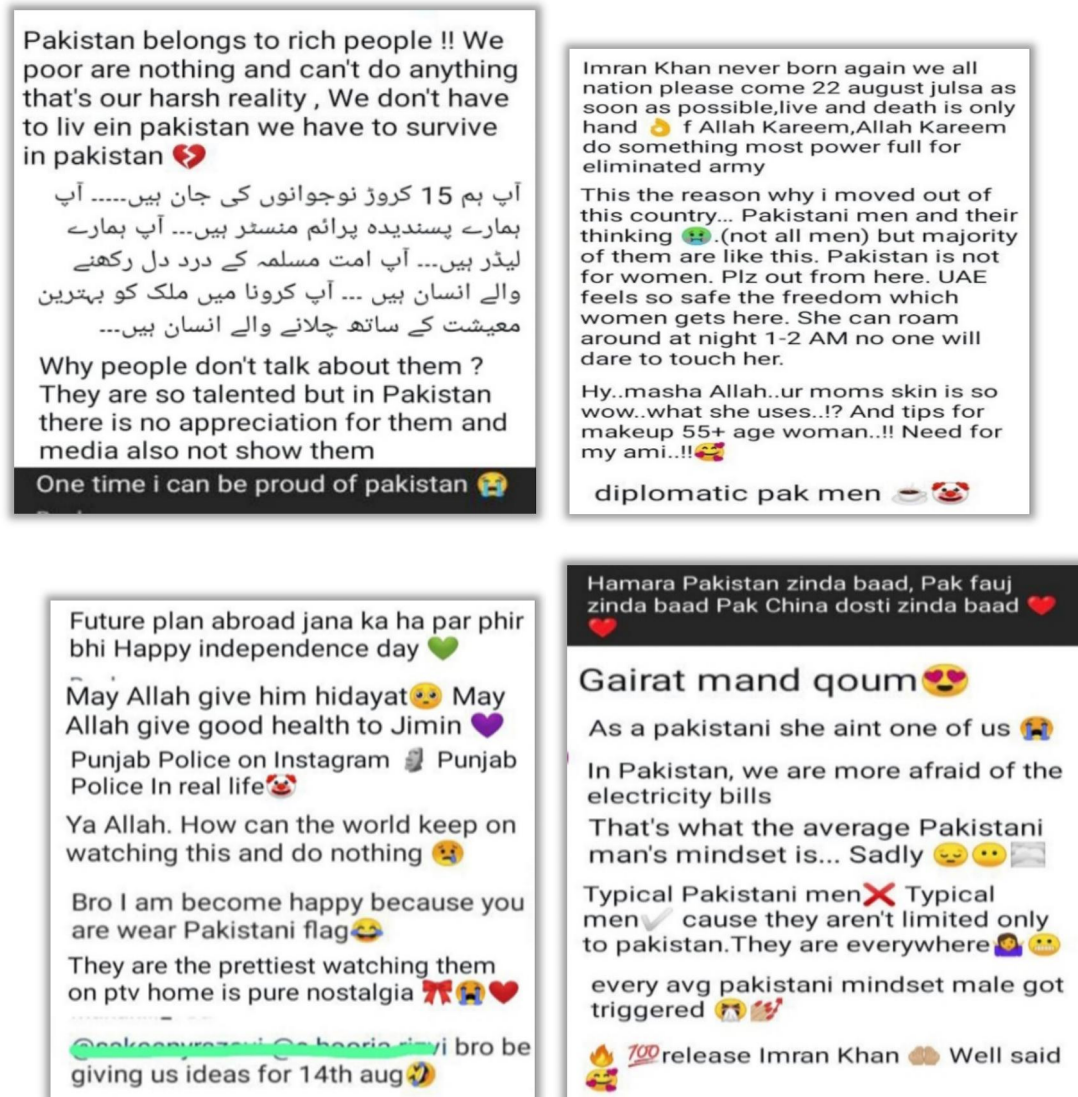 Pakistan belongs to rich people !! We
poor are nothing and can't do anything
that's our harsh reality , We don't have
to liv ein pakistan we have to survive
in pakistan 💔
آپ ہم 15 کروڑ نوجوانوں کی جان ہیں..... آپ
ہمارے پسندیدہ پرائم منسٹر ہیں... آپ ہمارے
لیڈر ہیں... آپ امت مسلمہ کے درد دل رکھنے
والے انسان ہیں ... آپ کرونا میں ملک کو بہترین
معیشت کے ساتھ چلانے والے انسان ہیں...
Why people don't talk about them ?
They are so talented but in Pakistan
there is no appreciation for them and
media also not show them
One time i can be proud of pakistan 😭
Imran Khan never born again we all
nation please come 22 august julsa as
soon as possible,live and death is only
hand 👌 f Allah Kareem,Allah Kareem
do something most power full for
eliminated army
This the reason why i moved out of
this country... Pakistani men and their
thinking 🤢.(not all men) but majority
of them are like this. Pakistan is not
for women. Plz out from here. UAE
feels so safe the freedom which
women gets here. She can roam
around at night 1-2 AM no one will
dare to touch her.
Hy..masha Allah..ur moms skin is so
wow..what she uses..!? And tips for
makeup 55+ age woman..!! Need for
my ami..!!🥰
diplomatic pak men ☕🤡
Future plan abroad jana ka ha par phir
bhi Happy independence day 💚
May Allah give him hidayat🥺 May
Allah give good health to Jimin 💜
Punjab Police on Instagram 🗿 Punjab
Police In real life🤡
Ya Allah. How can the world keep on
watching this and do nothing 😢
Bro I am become happy because you
are wear Pakistani flag😂
They are the prettiest watching them
on ptv home is pure nostalgia 🎀😭❤️
bro be
giving us ideas for 14th aug🤣
Hamara Pakistan zinda baad, Pak fauj
zinda baad Pak China dosti zinda baad ❤️
❤️
Gairat mand qoum😍
As a pakistani she aint one of us 😭
In Pakistan, we are more afraid of the
electricity bills
That's what the average Pakistani
man's mindset is... Sadly 😔😶🌫️
Typical Pakistani men❌ Typical
men✔️ cause they aren't limited only
to pakistan.They are everywhere🤷‍♀️😬
every avg pakistani mindset male got
triggered 🤧💅🏼
🔥 💯release Imran Khan 🤲🏼 Well said
🥰